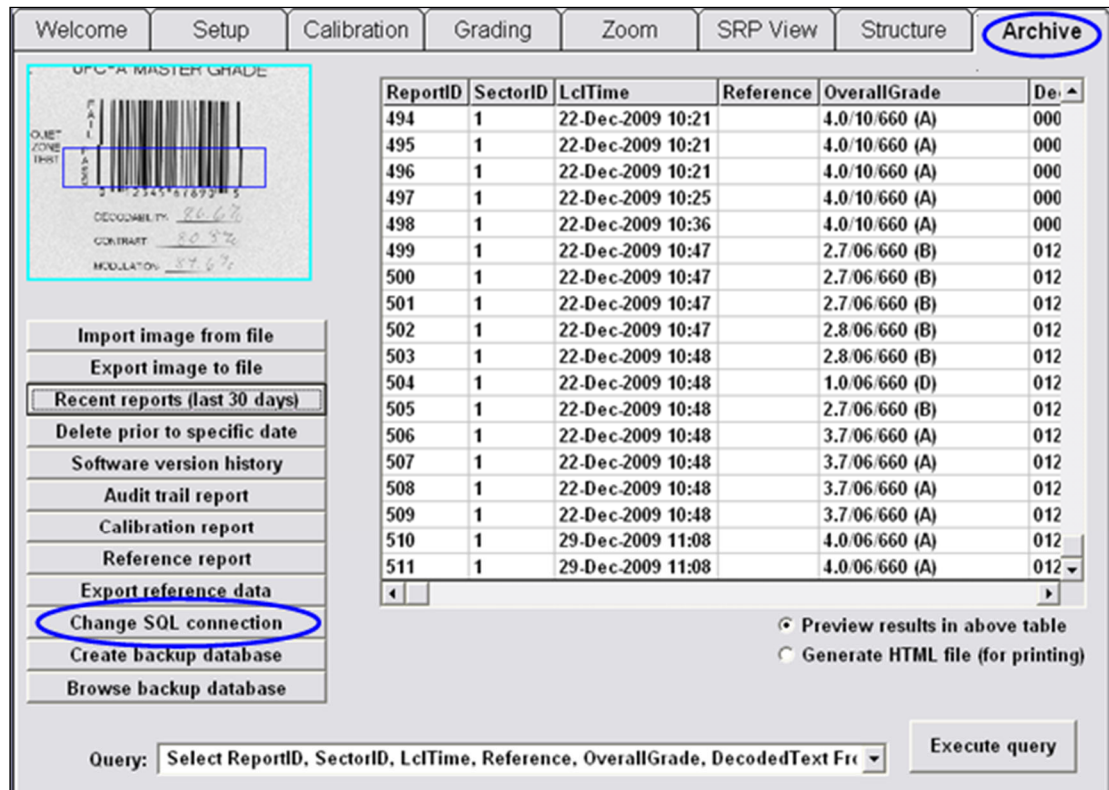 Welcome Setup Calibration Grading Zoom SRP View Structure Archive
UPC-A MASTER GRADE
FAIL
QUIET ZONE TEST
PASS
DECODABILITY 86.6%
CONTRAST 80.3%
MODULATION 87.6%
Import image from file
Export image to file
Recent reports (last 30 days)
Delete prior to specific date
Software version history
Audit trail report
Calibration report
Reference report
Export reference data
Change SQL connection
Create backup database
Browse backup database
ReportID SectorID LclTime Reference OverallGrade De
494 1 22-Dec-2009 10:21 4.0/10/660 (A) 000
495 1 22-Dec-2009 10:21 4.0/10/660 (A) 000
496 1 22-Dec-2009 10:21 4.0/10/660 (A) 000
497 1 22-Dec-2009 10:25 4.0/10/660 (A) 000
498 1 22-Dec-2009 10:36 4.0/10/660 (A) 000
499 1 22-Dec-2009 10:47 2.7/06/660 (B) 012
500 1 22-Dec-2009 10:47 2.7/06/660 (B) 012
501 1 22-Dec-2009 10:47 2.7/06/660 (B) 012
502 1 22-Dec-2009 10:47 2.8/06/660 (B) 012
503 1 22-Dec-2009 10:48 2.8/06/660 (B) 012
504 1 22-Dec-2009 10:48 1.0/06/660 (D) 012
505 1 22-Dec-2009 10:48 2.7/06/660 (B) 012
506 1 22-Dec-2009 10:48 3.7/06/660 (A) 012
507 1 22-Dec-2009 10:48 3.7/06/660 (A) 012
508 1 22-Dec-2009 10:48 3.7/06/660 (A) 012
509 1 22-Dec-2009 10:48 3.7/06/660 (A) 012
510 1 29-Dec-2009 11:08 4.0/06/660 (A) 012
511 1 29-Dec-2009 11:08 4.0/06/660 (A) 012
Preview results in above table
Generate HTML file (for printing)
Query: Select ReportID, SectorID, LclTime, Reference, OverallGrade, DecodedText Fr
Execute query